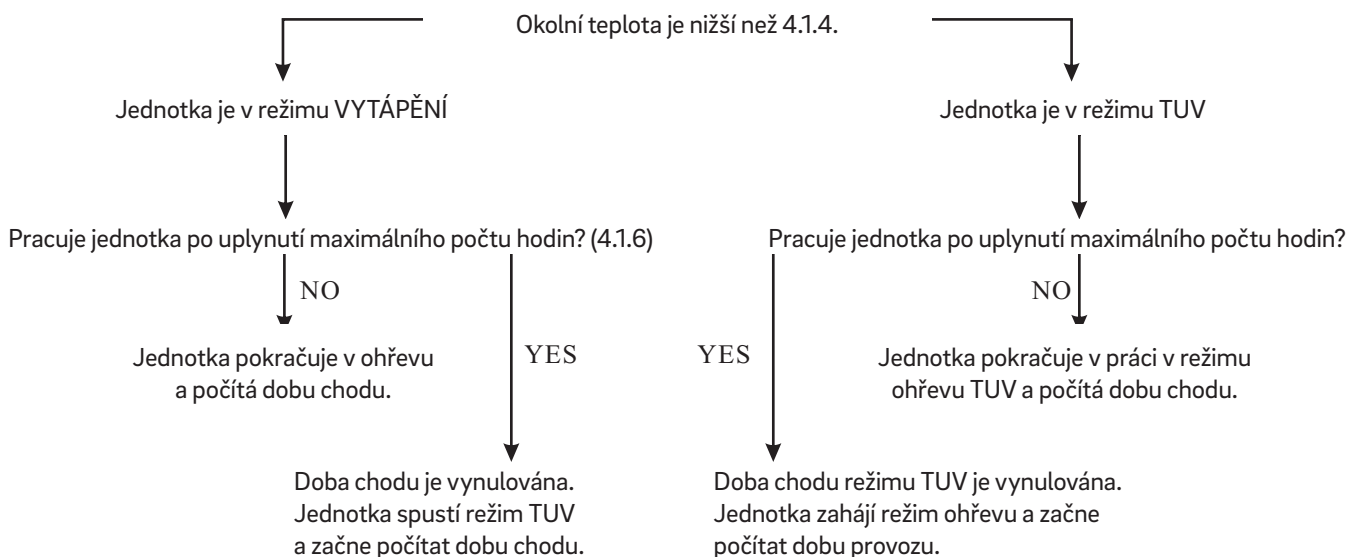 Okolní teplota je nižší než 4.1.4.
Jednotka je v režimu VYTÁPĚNÍ
Jednotka je v režimu TUV
Pracuje jednotka po uplynutí maximálního počtu hodin? (4.1.6)
Pracuje jednotka po uplynutí maximálního počtu hodin?
NO
NO
Jednotka pokračuje v ohřevu
a počítá dobu chodu.
YES
YES
Jednotka pokračuje v práci v režimu
ohřevu TUV a počítá dobu chodu.
Doba chodu je vynulována.
Jednotka spustí režim TUV
a začne počítat dobu chodu.
Doba chodu režimu TUV je vynulována.
Jednotka zahájí režim ohřevu a začne
počítat dobu provozu.